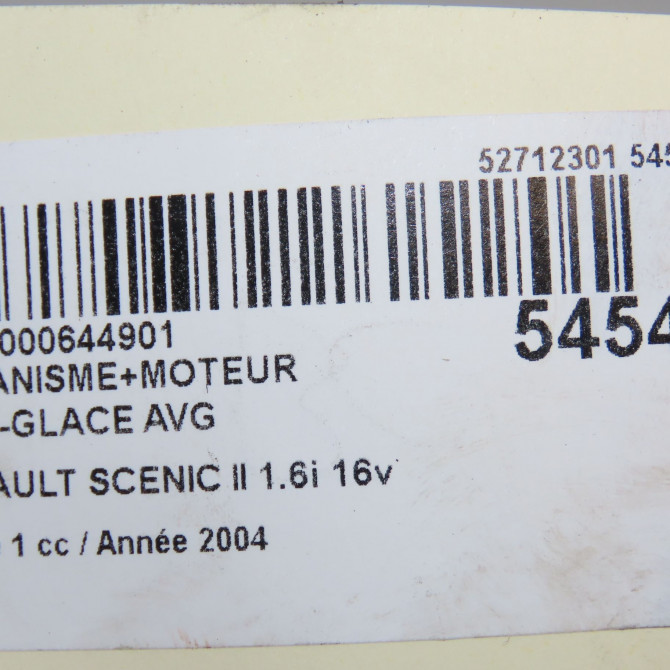 52712301 545
000644901
5454
ANISME+MOTEUR
-GLACE AVG
AULT SCENIC II 1.6i 16v
1 cc / Année 2004